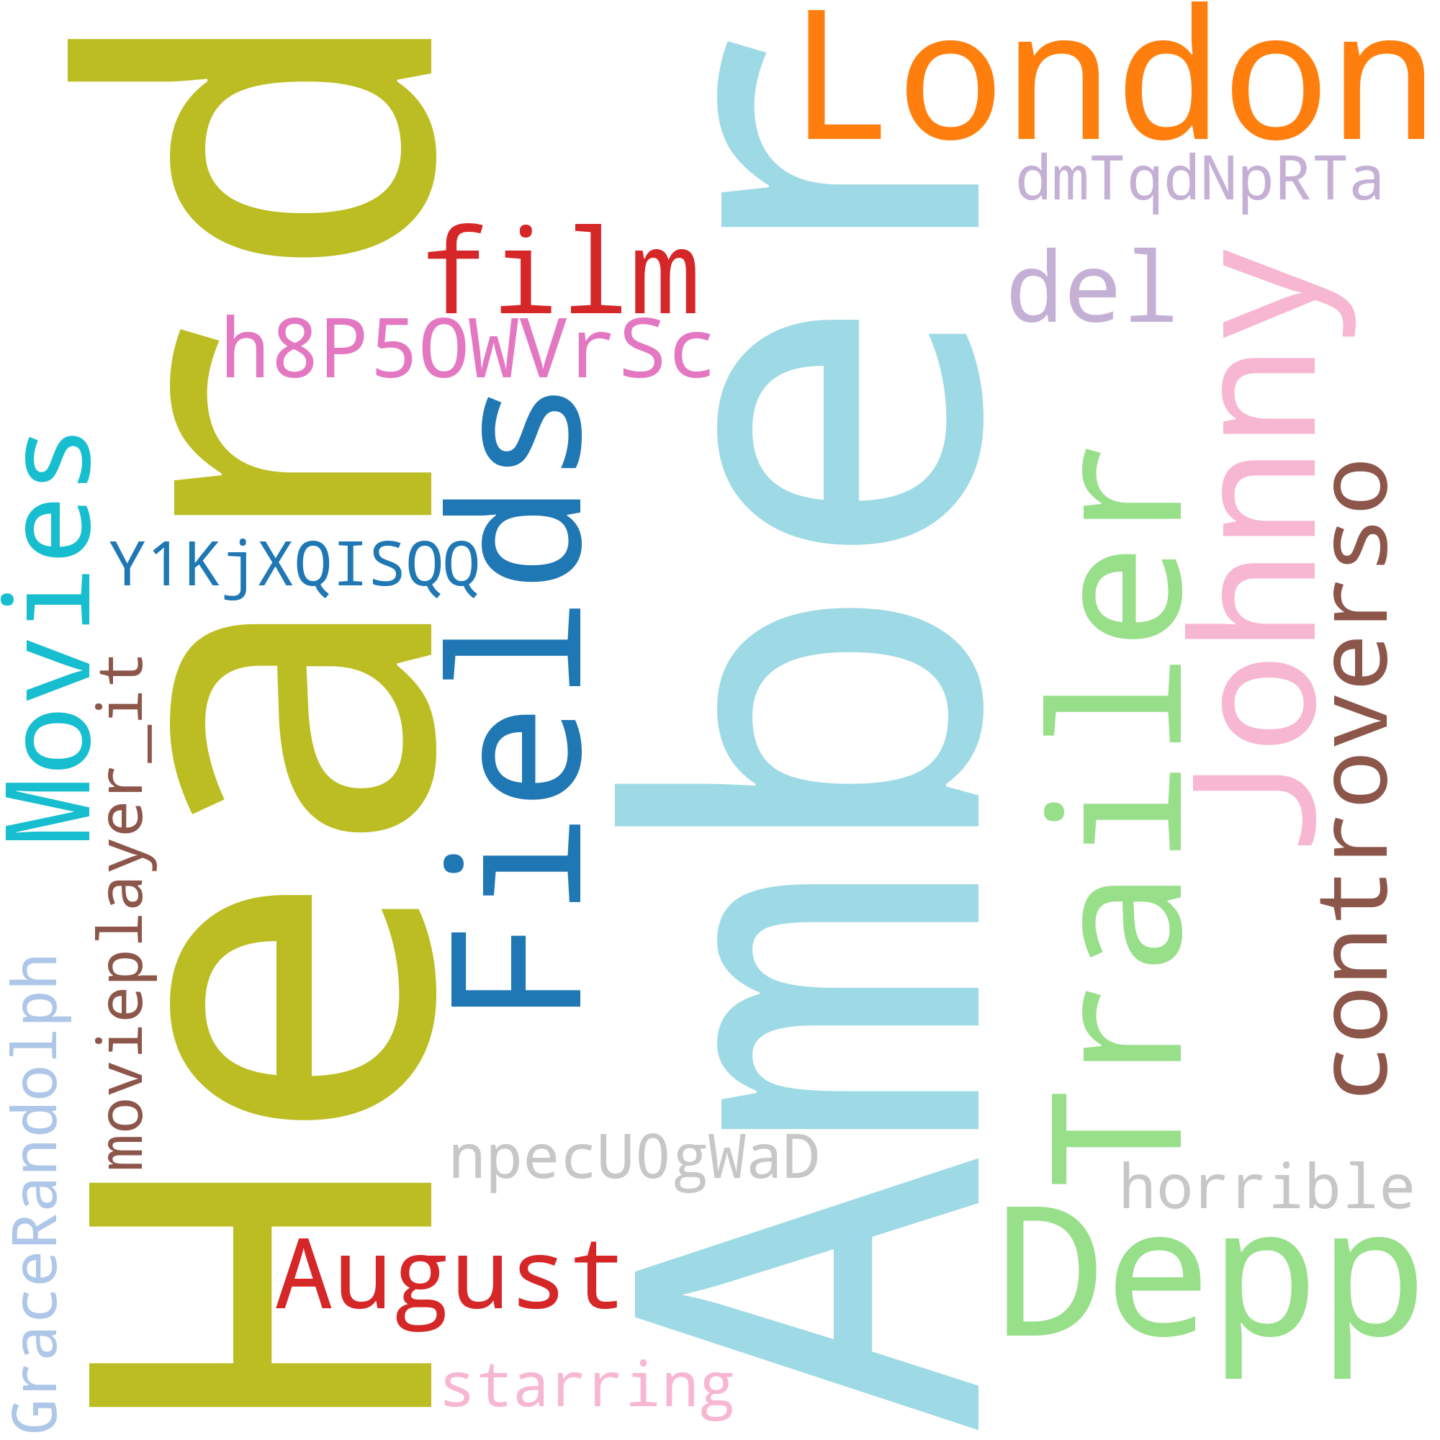 London
dmTqdNpRTa
film
del
h8P5OWVrSc
Heard
Amber
Johnny
Fields
Movies
Trailer
controverso
Y1KjXQISQQ
movieplayer_it
GraceRandolph
npecU0gWaD
horrible
Depp
August
starring